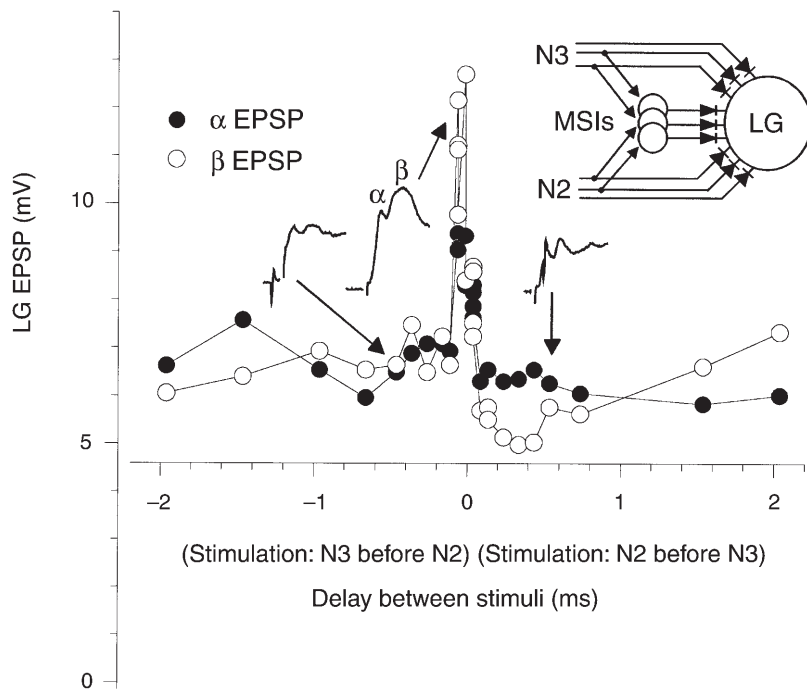 α EPSP
β EPSP
N3
MSIs
LG
N2
α
β
LG EPSP (mV)
10
5
0
–2
–1
0
1
2
(Stimulation: N3 before N2) (Stimulation: N2 before N3)
Delay between stimuli (ms)